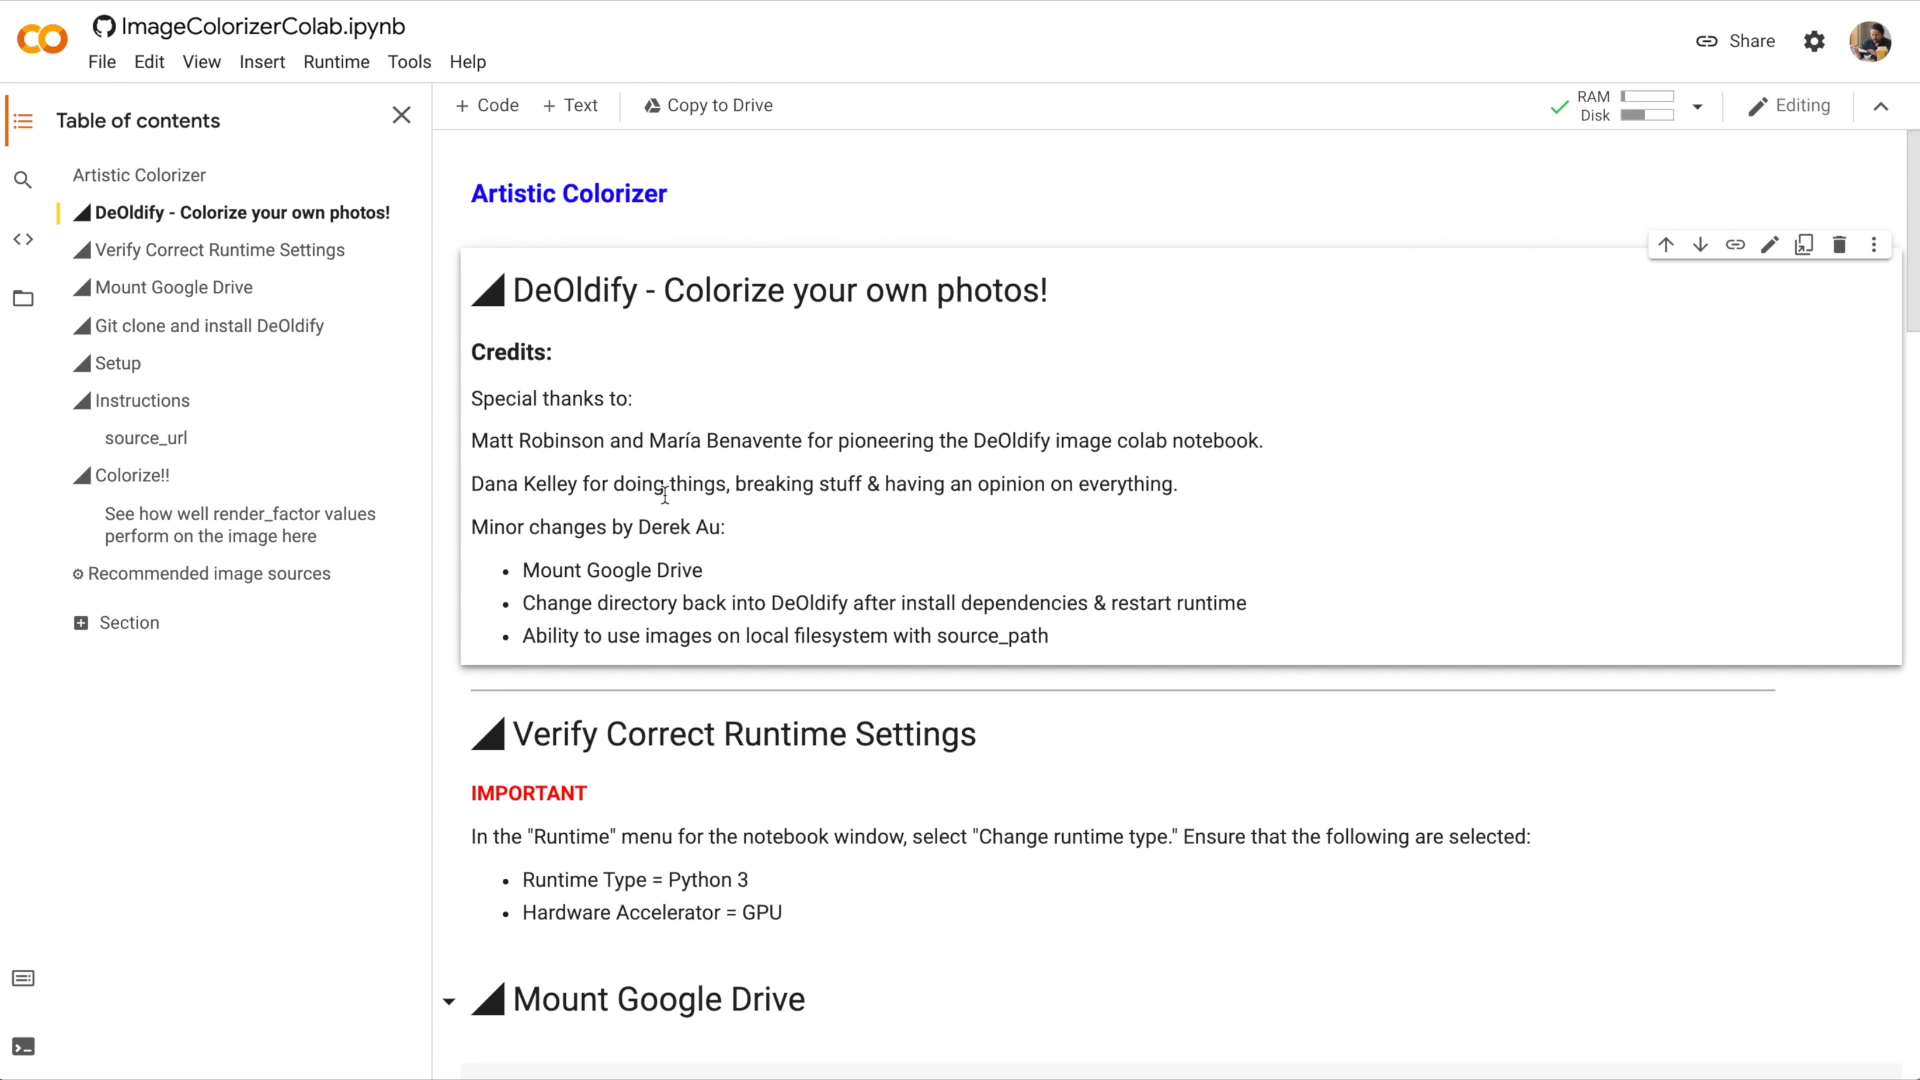 ImageColorizerColab.ipynb
File Edit View Insert Runtime Tools Help
Share
Table of contents
Artistic Colorizer
DeOldify - Colorize your own photos!
Verify Correct Runtime Settings
Mount Google Drive
Git clone and install DeOldify
Setup
Instructions
source_url
Colorize!!
See how well render_factor values
perform on the image here
Recommended image sources
Section
+ Code + Text Copy to Drive
RAM
Disk
Editing
Artistic Colorizer
DeOldify - Colorize your own photos!
Credits:
Special thanks to:
Matt Robinson and María Benavente for pioneering the DeOldify image colab notebook.
Dana Kelley for doing things, breaking stuff & having an opinion on everything.
Minor changes by Derek Au:
• Mount Google Drive
• Change directory back into DeOldify after install dependencies & restart runtime
• Ability to use images on local filesystem with source_path
Verify Correct Runtime Settings
IMPORTANT
In the "Runtime" menu for the notebook window, select "Change runtime type." Ensure that the following are selected:
• Runtime Type = Python 3
• Hardware Accelerator = GPU
Mount Google Drive